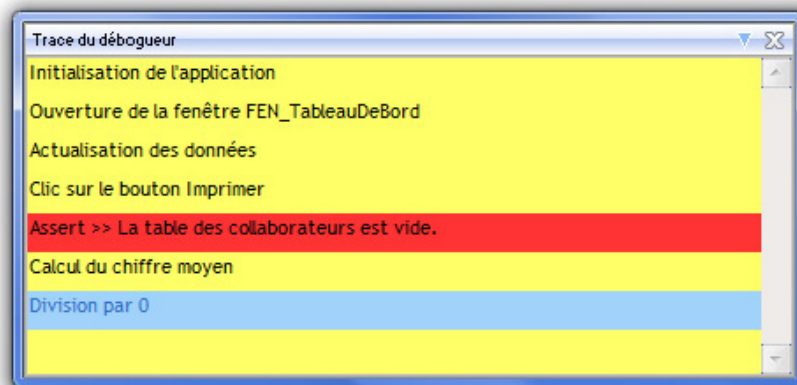 Trace du débogueur
Initialisation de l'application
Ouverture de la fenêtre FEN_TableauDeBord
Actualisation des données
Clic sur le bouton Imprimer
Assert >> La table des collaborateurs est vide.
Calcul du chiffre moyen
Division par 0